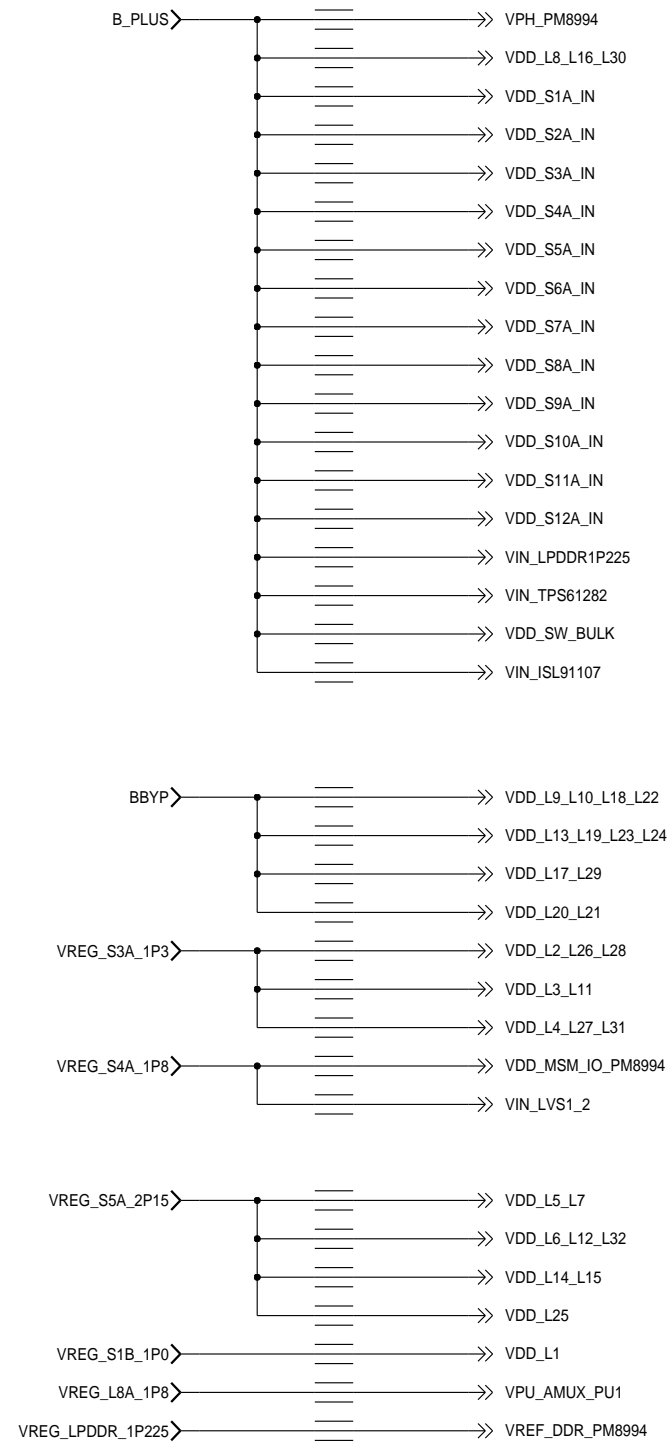 B_PLUS VPH_PM8994
VDD_L8_L16_L30
VDD_S1A_IN
VDD_S2A_IN
VDD_S3A_IN
VDD_S4A_IN
VDD_S5A_IN
VDD_S6A_IN
VDD_S7A_IN
VDD_S8A_IN
VDD_S9A_IN
VDD_S10A_IN
VDD_S11A_IN
VDD_S12A_IN
VIN_LPDDR1P225
VIN_TPS61282
VDD_SW_BULK
VIN_ISL91107
BBYP VDD_L9_L10_L18_L22
VDD_L13_L19_L23_L24
VDD_L17_L29
VDD_L20_L21
VREG_S3A_1P3 VDD_L2_L26_L28
VDD_L3_L11
VDD_L4_L27_L31
VREG_S4A_1P8 VDD_MSM_IO_PM8994
VIN_LVS1_2
VREG_S5A_2P15 VDD_L5_L7
VDD_L6_L12_L32
VDD_L14_L15
VDD_L25
VREG_S1B_1P0 VDD_L1
VREG_L8A_1P8 VPU_AMUX_PU1
VREG_LPDDR_1P225 VREF_DDR_PM8994